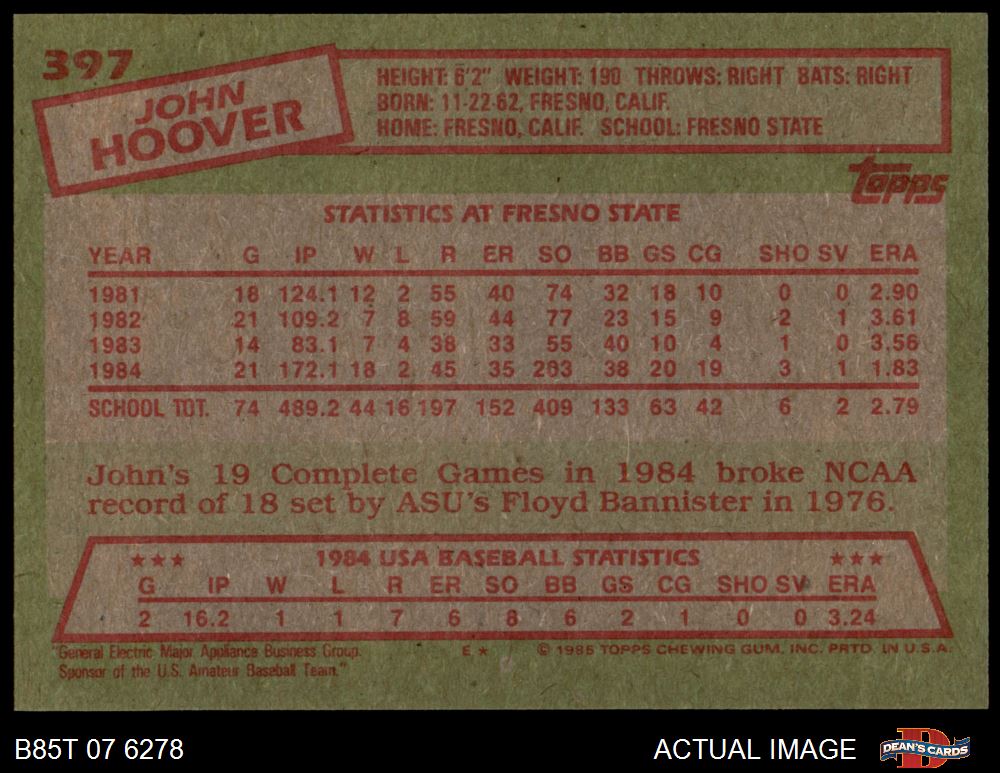 397
JOHN
HOOVER
HEIGHT: 6'2" WEIGHT: 190 THROWS: RIGHT BATS: RIGHT
BORN: 11-22-62, FRESNO, CALIF.
HOME: FRESNO, CALIF. SCHOOL: FRESNO STATE
topps
STATISTICS AT FRESNO STATE
YEAR G IP W L R ER SO BB GS CG SHO SV ERA
1981 18 124.1 12 2 55 40 74 32 18 10 0 0 2.90
1982 21 109.2 7 8 59 44 77 23 15 9 2 1 3.61
1983 14 83.1 7 4 38 33 55 40 10 4 1 0 3.56
1984 21 172.1 18 2 45 35 203 38 20 19 3 1 1.83
SCHOOL TOT. 74 489.2 44 16 197 152 409 133 63 42 6 2 2.79
John's 19 Complete Games in 1984 broke NCAA
record of 18 set by ASU's Floyd Bannister in 1976.
★★★ 1984 USA BASEBALL STATISTICS ★★★
G IP W L R ER SO BB GS CG SHO SV ERA
2 16.2 1 1 7 6 8 6 2 1 0 0 3.24
"General Electric Major Appliance Business Group.
Sponsor of the U.S. Amateur Baseball Team."
E ★ © 1985 TOPPS CHEWING GUM, INC. PRTD. IN U.S.A.
B85T 07 6278 ACTUAL IMAGE
DEAN'S CARDS